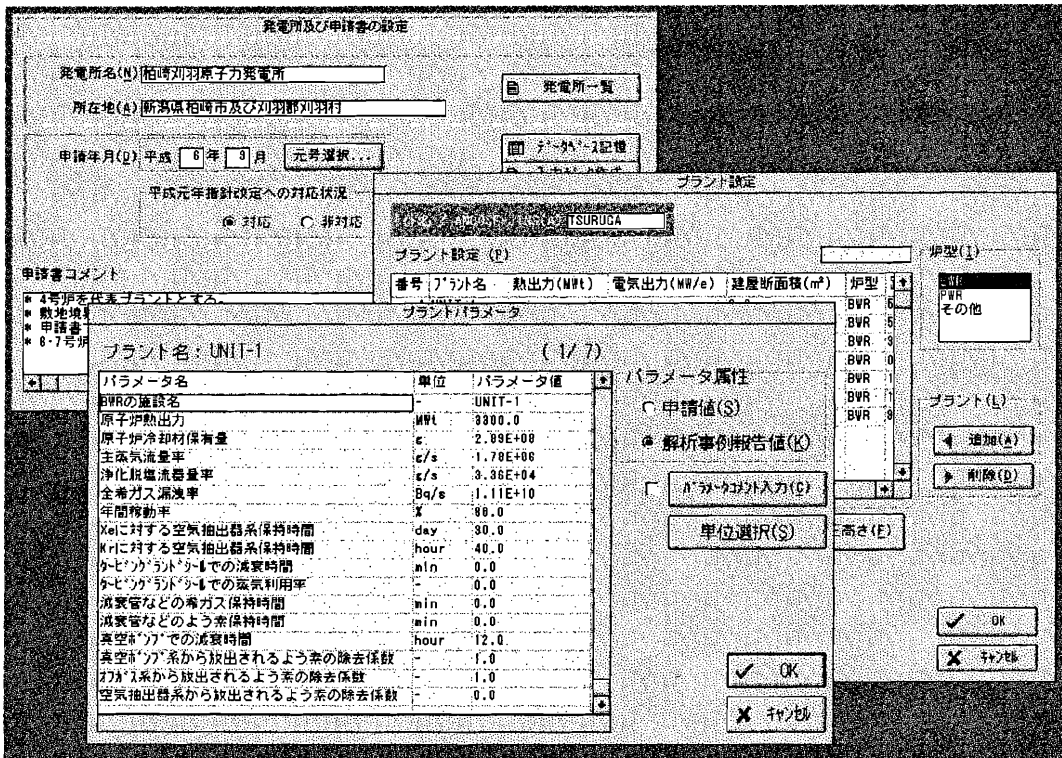 発電所及び申請書の設定
発電所名(N) 柏崎刈羽原子力発電所
所在地(A) 新潟県柏崎市及び刈羽郡刈羽村
発電所一覧
申請年月(D) 平成 6 年 3 月 元号選択...
データベース記憶
平成元年指針改定への対応状況
対応 非対応
申請書コメント
* 4号炉を代表プラントとする。
* 敷地境界
* 申請書
* 6-7号炉
プラント設定
TSURUGA
プラント設定 (P)
炉型(I)
番号 プラント名 熱出力(MWt) 電気出力(MW/e) 建屋断面積(m²) 炉型
BWR
PWR
その他
BWR 6
BWR 5
BWR 3
BWR 0
BWR 1
BWR 1
BWR 9
プラント(L)
追加(A)
削除(D)
高さ(E)
OK
キャンセル
プラントパラメータ
プラント名: UNIT-1 (1/7)
パラメータ名 単位 パラメータ値
BWRの施設名 - UNIT-1
原子炉熱出力 MWt 3300.0
原子炉冷却材保有量 g 2.89E+08
主蒸気流量率 g/s 1.78E+06
浄化脱塩流器量率 g/s 3.36E+04
全希ガス漏洩率 Bq/s 1.11E+10
年間稼動率 % 80.0
Xeに対する空気抽出器系保持時間 day 30.0
Krに対する空気抽出器系保持時間 hour 40.0
タービングランドシールでの減衰時間 min 0.0
タービングランドシールでの蒸気利用率 - 0.0
減衰管などの希ガス保持時間 min 0.0
減衰管などのよう素保持時間 min 0.0
真空ポンプでの減衰時間 hour 12.0
真空ポンプ系から放出されるよう素の除去係数 - 1.0
オフガス系から放出されるよう素の除去係数 - 1.0
空気抽出器系から放出されるよう素の除去係数 - 0.0
パラメータ属性
申請値(S)
解析事例報告値(K)
パラメータコメント入力(C)
単位選択(S)
OK
キャンセル